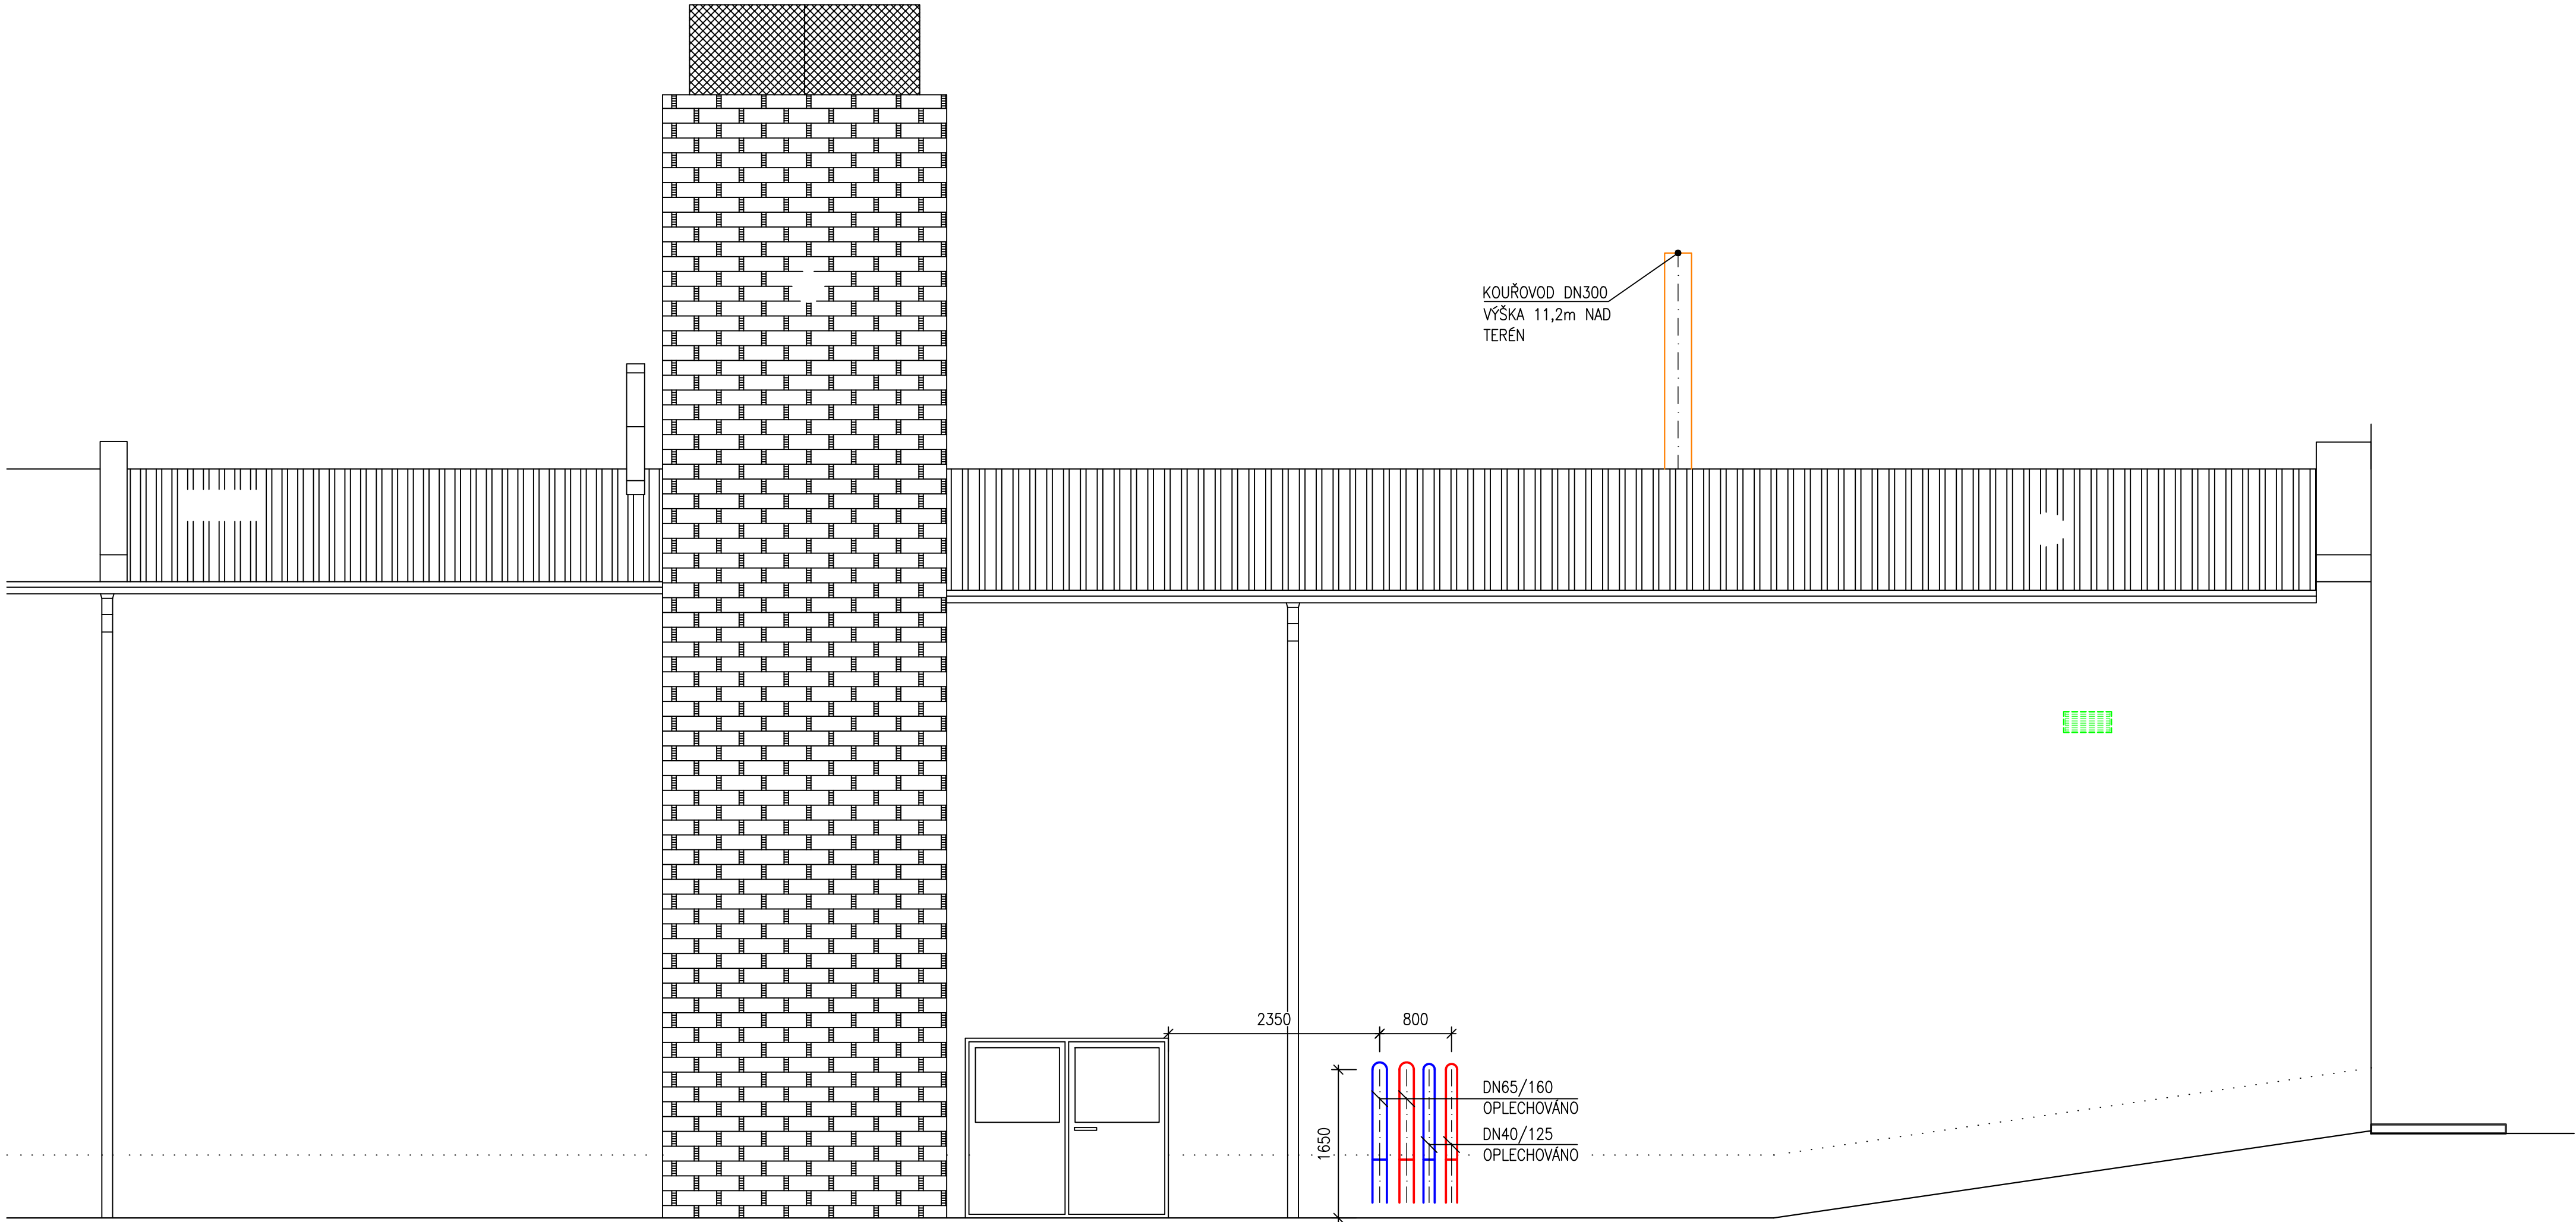 KOUŘOVOD DN300
VÝŠKA 11,2m NAD
TERÉN
2350
800
DN65/160
OPLECHOVÁNO
DN40/125
OPLECHOVÁNO
1650